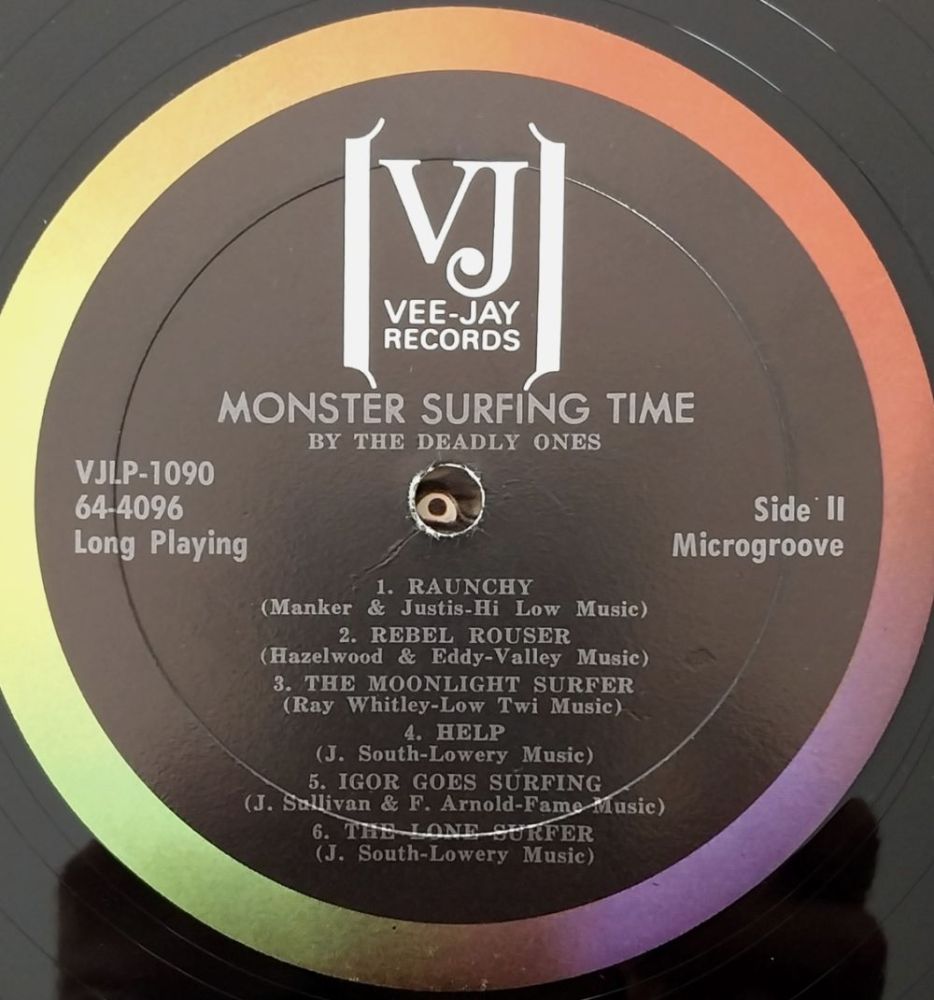 VJ
VEE-JAY
RECORDS
MONSTER SURFING TIME
BY THE DEADLY ONES
VJLP-1090
64-4096
Long Playing
Side II
Microgroove
1. RAUNCHY
(Manker & Justis-Hi Low Music)
2. REBEL ROUSER
(Hazelwood & Eddy-Valley Music)
3. THE MOONLIGHT SURFER
(Ray Whitley-Low Twi Music)
4. HELP
(J. South-Lowery Music)
5. IGOR GOES SURFING
(J. Sullivan & F. Arnold-Fame Music)
6. THE LONE SURFER
(J. South-Lowery Music)